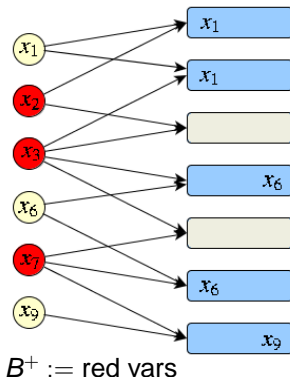 x₁
x₁
x₁
x₂
x₃
x₆
x₆
x₇
x₆
x₉
x₉
B⁺ := red vars